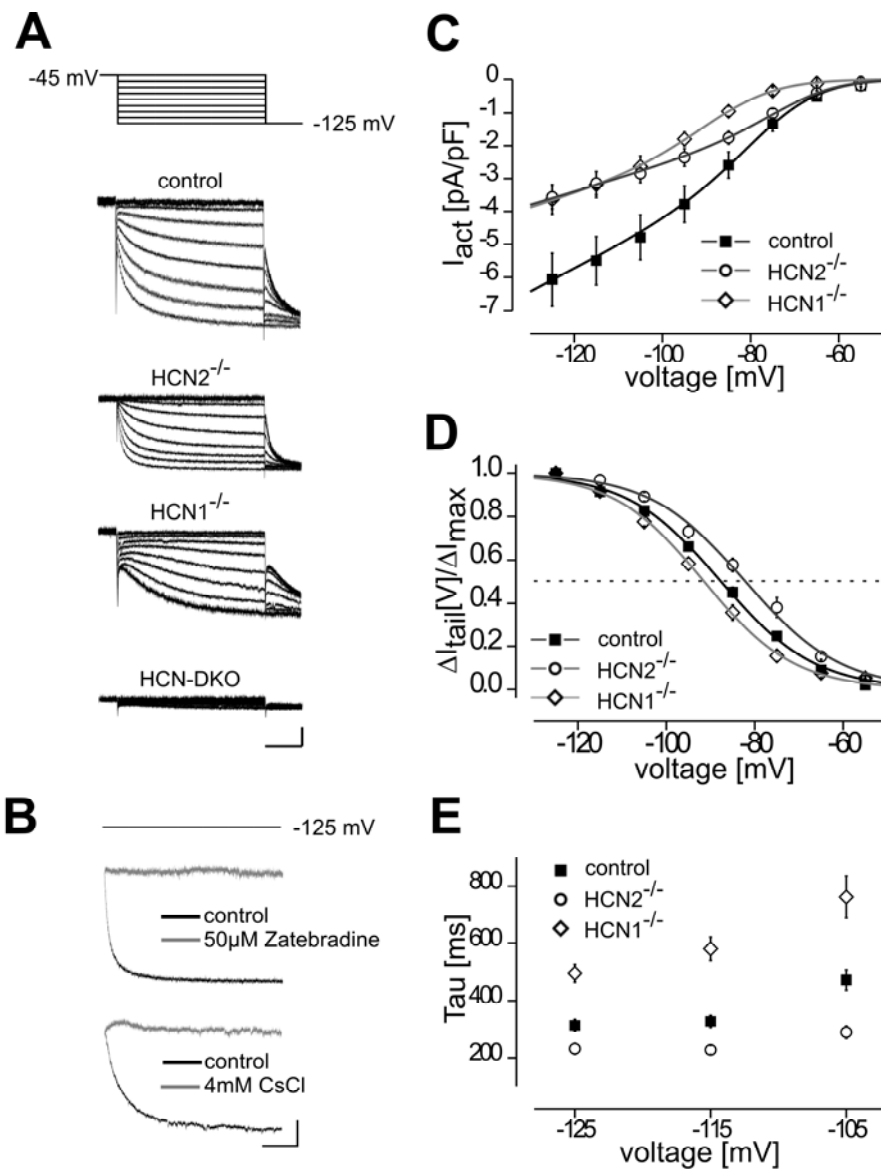 A
-45 mV
-125 mV
control
HCN2-/-
HCN1-/-
HCN-DKO
B
-125 mV
control
50µM Zatebradine
control
4mM CsCl
C
0
-1
-2
-3
-4
-5
-6
-7
Iact [pA/pF]
control
HCN2-/-
HCN1-/-
-120 -100 -80 -60
voltage [mV]
D
1.0
0.8
0.6
0.4
0.2
0.0
ΔItail[V]/ΔImax
control
HCN2-/-
HCN1-/-
-120 -100 -80 -60
voltage [mV]
E
800
600
400
200
Tau [ms]
control
HCN2-/-
HCN1-/-
-125 -115 -105
voltage [mV]